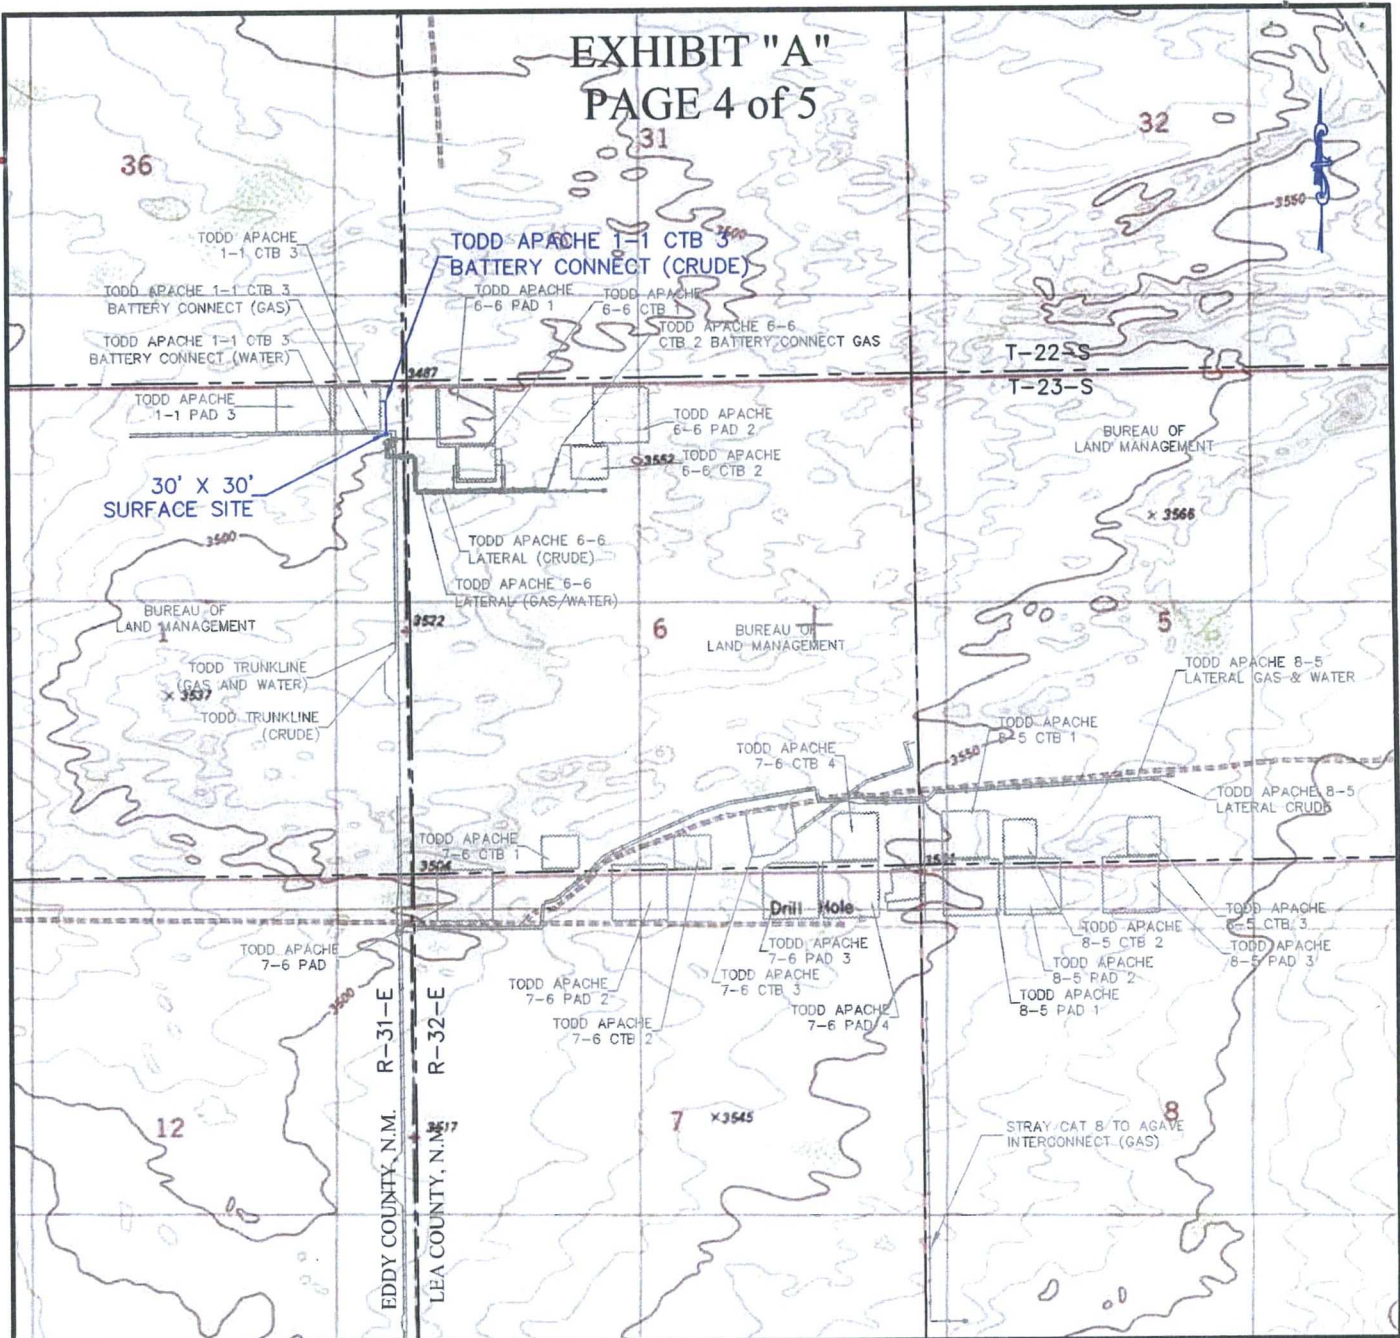 EXHIBIT "A"
PAGE 4 of 5
36
31
32
3550
3500
TODD APACHE
1-1 CTB 3
TODD APACHE 1-1 CTB 3
BATTERY CONNECT (CRUDE)
TODD APACHE 1-1 CTB 3
BATTERY CONNECT (GAS)
TODD APACHE
6-6 PAD 1
TODD APACHE
6-6 CTB 1
TODD APACHE 6-6
CTB 2 BATTERY CONNECT GAS
TODD APACHE 1-1 CTB 3
BATTERY CONNECT (WATER)
T-22-S
T-23-S
3487
TODD APACHE
1-1 PAD 3
TODD APACHE
6-6 PAD 2
BUREAU OF
LAND MANAGEMENT
3552
TODD APACHE
6-6 CTB 2
30' X 30'
SURFACE SITE
× 3566
3500
TODD APACHE 6-6
LATERAL (CRUDE)
TODD APACHE 6-6
LATERAL (GAS/WATER)
BUREAU OF
LAND MANAGEMENT
1
3522
6
BUREAU OF
LAND MANAGEMENT
5
TODD TRUNKLINE
(GAS AND WATER)
× 3537
TODD TRUNKLINE
(CRUDE)
TODD APACHE 8-5
LATERAL GAS & WATER
TODD APACHE
8-5 CTB 1
3550
TODD APACHE
7-6 CTB 4
TODD APACHE 8-5
LATERAL CRUDE
TODD APACHE
7-6 CTB 1
3504
Drill Hole
TODD APACHE
7-6 PAD
TODD APACHE
7-6 PAD 2
TODD APACHE
7-6 CTB 2
TODD APACHE
7-6 PAD 3
TODD APACHE
7-6 CTB 3
TODD APACHE
7-6 PAD 4
TODD APACHE
8-5 CTB 2
TODD APACHE
8-5 PAD 2
TODD APACHE
8-5 PAD 1
TODD APACHE
8-5 CTB 3
TODD APACHE
8-5 PAD 3
3500
R-31-E
R-32-E
EDDY COUNTY, N.M.
LEA COUNTY, N.M.
12
3517
7
×3545
8
STRAY CAT 8 TO AGAVE
INTERCONNECT (GAS)